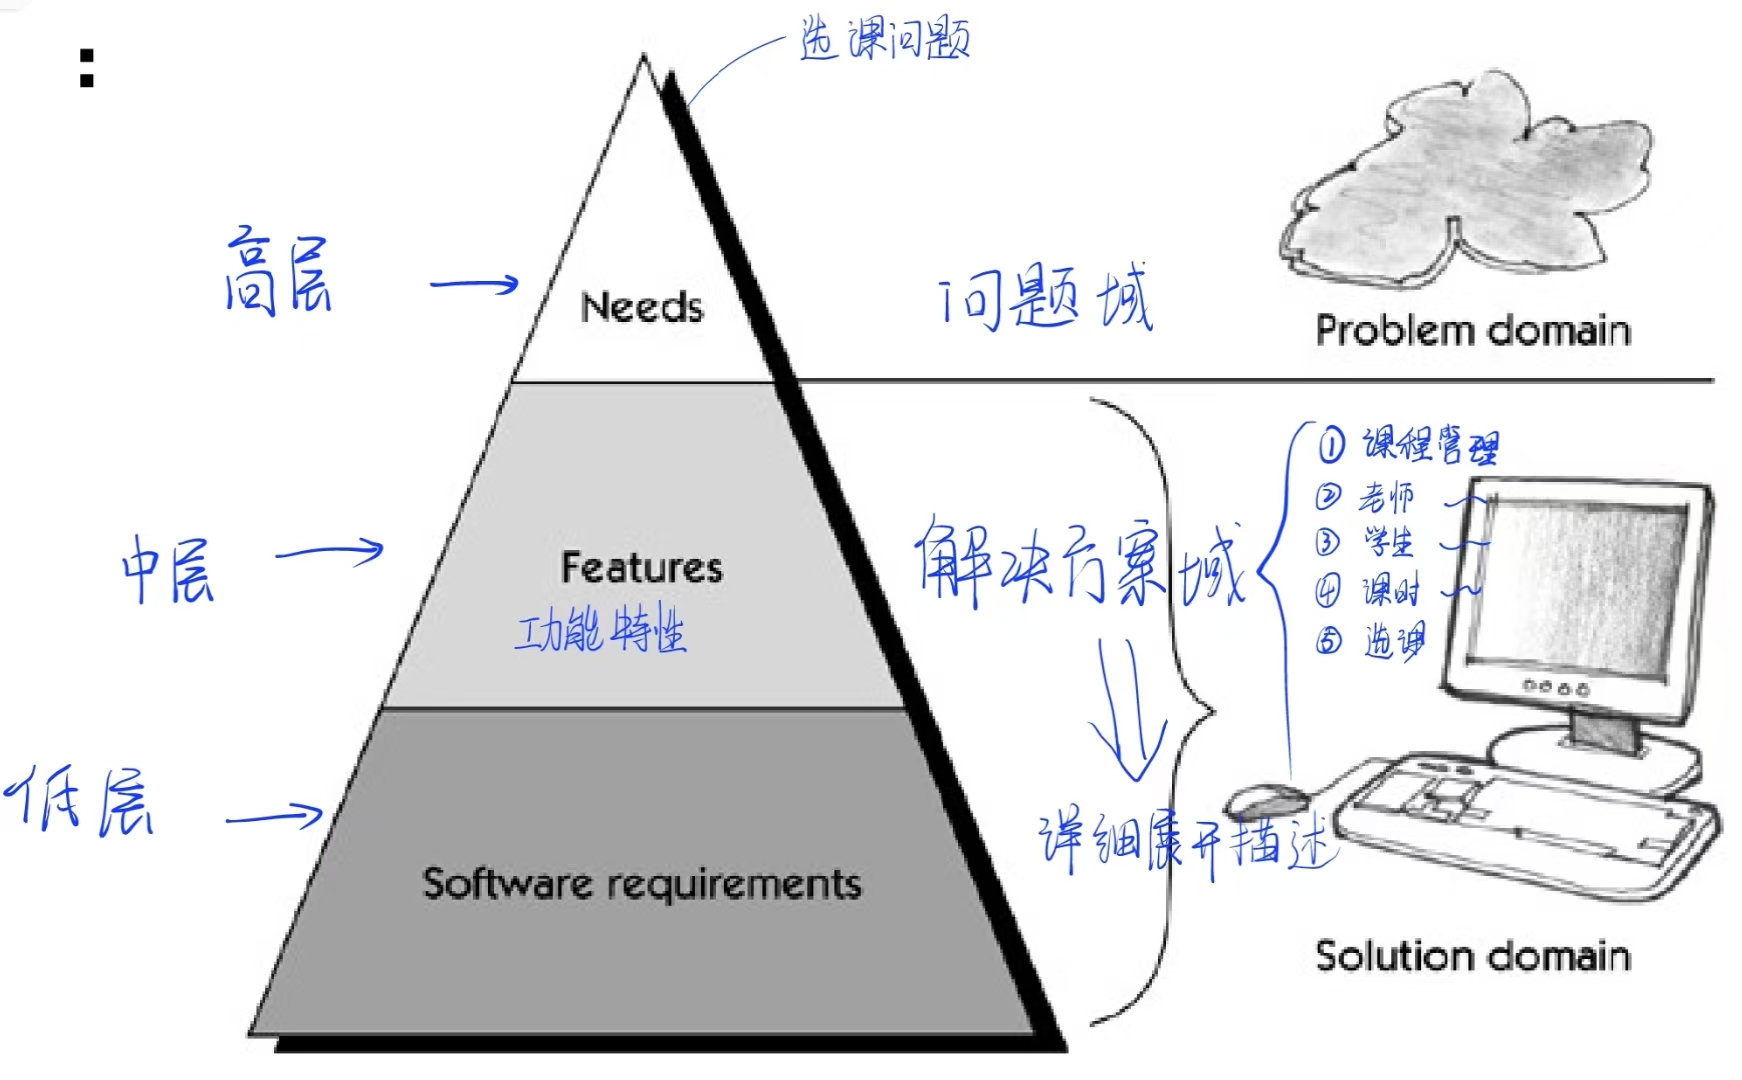 :
选课问题
高层
Needs
问题域
Problem domain
① 课程管理
② 老师 ~
③ 学生 ~
④ 课时 ~
⑤ 选课
中层
Features
功能特性
解决方案域
低层
详细展开描述
Software requirements
Solution domain